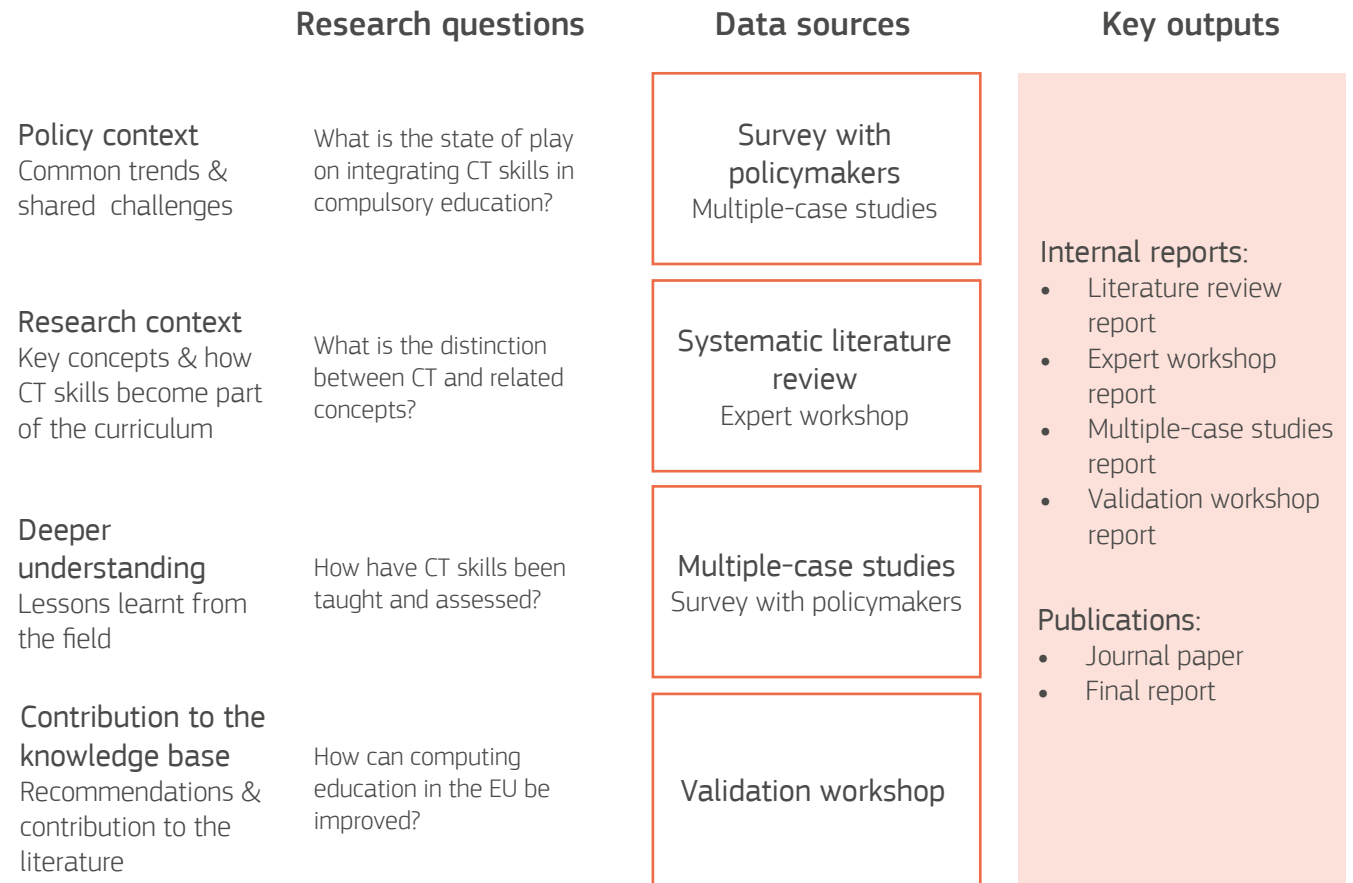 Research questions
Data sources
Key outputs
Policy context
Common trends &
shared  challenges
What is the state of play
on integrating CT skills in
compulsory education?
Survey with
policymakers
Multiple-case studies
Research context
Key concepts & how
CT skills become part
of the curriculum
What is the distinction
between CT and related
concepts?
Systematic literature
review
Expert workshop
Deeper
understanding
Lessons learnt from
the field
How have CT skills been
taught and assessed?
Multiple-case studies
Survey with policymakers
Contribution to the
knowledge base
Recommendations &
contribution to the
literature
How can computing
education in the EU be
improved?
Validation workshop
Internal reports:
• Literature review
report
• Expert workshop
report
• Multiple-case studies
report
• Validation workshop
report
Publications:
• Journal paper
• Final report